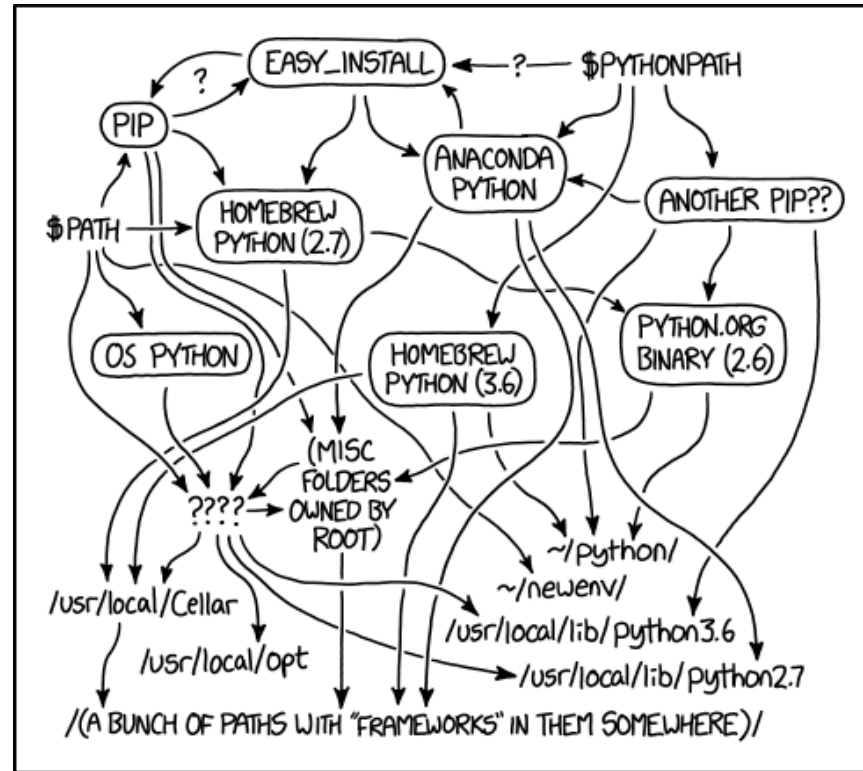 EASY_INSTALL
?
$PYTHONPATH
?
PIP
ANACONDA
PYTHON
ANOTHER PIP??
HOMEBREW
PYTHON (2.7)
$PATH
OS PYTHON
HOMEBREW
PYTHON (3.6)
PYTHON.ORG
BINARY (2.6)
(MISC
FOLDERS
OWNED BY
ROOT)
????
~/python/
~/newenv/
/usr/local/Cellar
/usr/local/lib/python3.6
/usr/local/opt
/usr/local/lib/python2.7
/(A BUNCH OF PATHS WITH "FRAMEWORKS" IN THEM SOMEWHERE)/